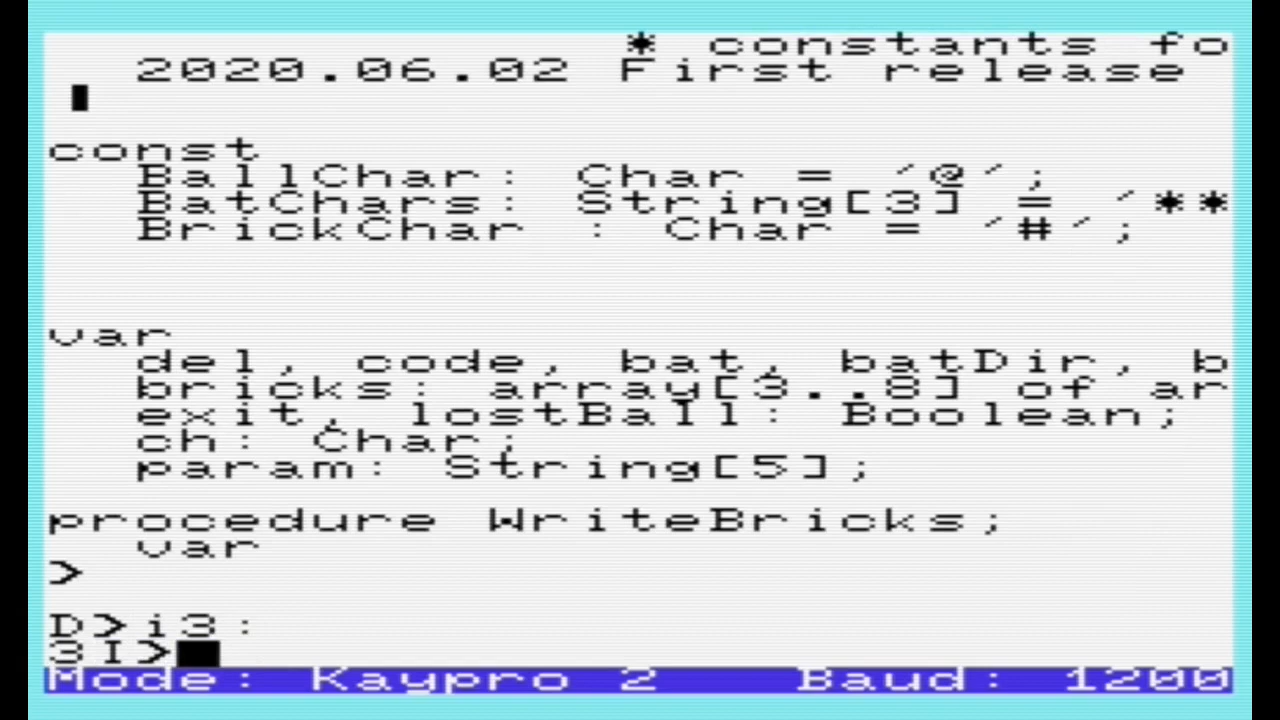 * constants fo
2020.06.02 First release
const
BallChar: Char = '@';
BatChars: String[3] = '**
BrickChar : Char = '#';
var
del, code, bat, batDir, b
bricks: array[3..8] of ar
exit, lostBall: Boolean;
ch: Char;
param: String[5];
procedure WriteBricks;
var
>
D>i3:
3I>
Mode: Kaypro 2 Baud: 1200